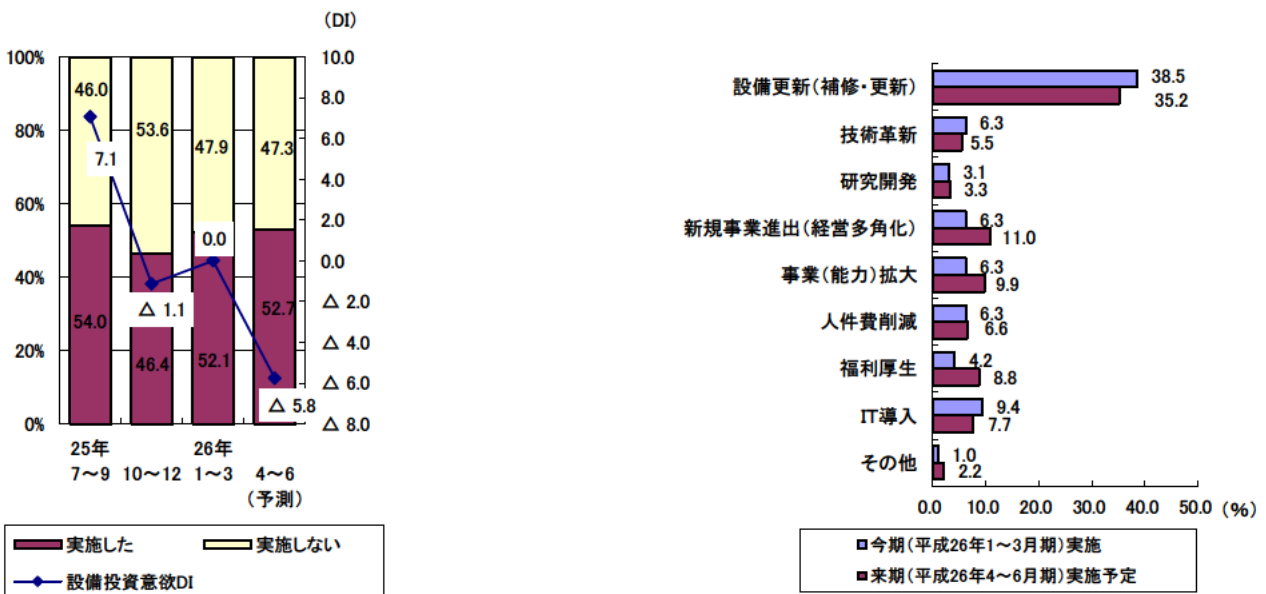 (DI)
100%
80%
60%
40%
20%
0%
10.0
8.0
6.0
4.0
2.0
0.0
△ 2.0
△ 4.0
△ 6.0
△ 8.0
46.0
53.6
47.9
47.3
7.1
△ 1.1
0.0
△ 5.8
54.0
46.4
52.1
52.7
25年 26年
7～9 10～12 1～3 4～6
(予測)
実施した 実施しない
設備投資意欲DI
設備更新(補修・更新) 38.5
35.2
技術革新 6.3
5.5
研究開発 3.1
3.3
新規事業進出(経営多角化) 6.3
11.0
事業(能力)拡大 6.3
9.9
人件費削減 6.3
6.6
福利厚生 4.2
8.8
IT導入 9.4
7.7
その他 1.0
2.2
0.0 10.0 20.0 30.0 40.0 50.0 (%)
今期(平成26年1～3月期)実施
来期(平成26年4～6月期)実施予定